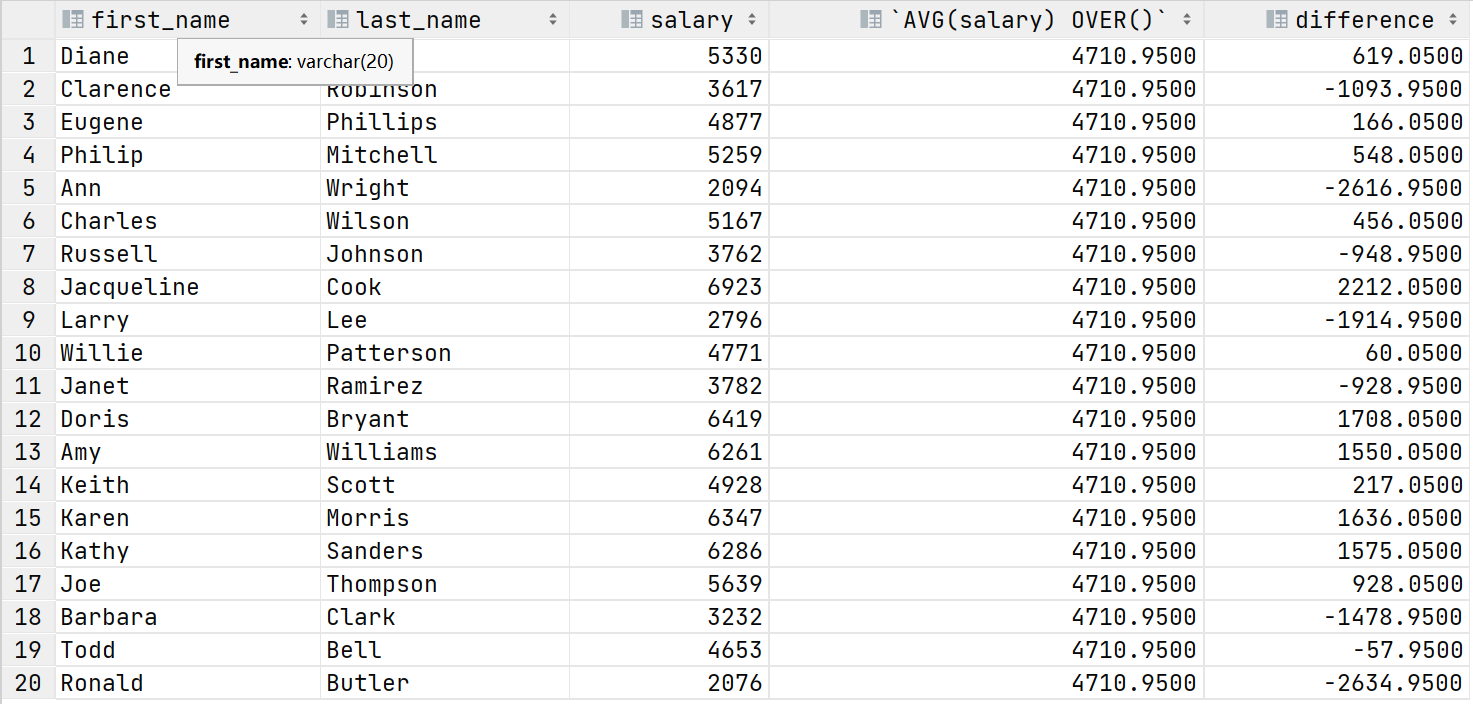 first_name last_name salary `AVG(salary) OVER()` difference
first_name: varchar(20)
1 Diane 5330 4710.9500 619.0500
2 Clarence Robinson 3617 4710.9500 -1093.9500
3 Eugene Phillips 4877 4710.9500 166.0500
4 Philip Mitchell 5259 4710.9500 548.0500
5 Ann Wright 2094 4710.9500 -2616.9500
6 Charles Wilson 5167 4710.9500 456.0500
7 Russell Johnson 3762 4710.9500 -948.9500
8 Jacqueline Cook 6923 4710.9500 2212.0500
9 Larry Lee 2796 4710.9500 -1914.9500
10 Willie Patterson 4771 4710.9500 60.0500
11 Janet Ramirez 3782 4710.9500 -928.9500
12 Doris Bryant 6419 4710.9500 1708.0500
13 Amy Williams 6261 4710.9500 1550.0500
14 Keith Scott 4928 4710.9500 217.0500
15 Karen Morris 6347 4710.9500 1636.0500
16 Kathy Sanders 6286 4710.9500 1575.0500
17 Joe Thompson 5639 4710.9500 928.0500
18 Barbara Clark 3232 4710.9500 -1478.9500
19 Todd Bell 4653 4710.9500 -57.9500
20 Ronald Butler 2076 4710.9500 -2634.9500